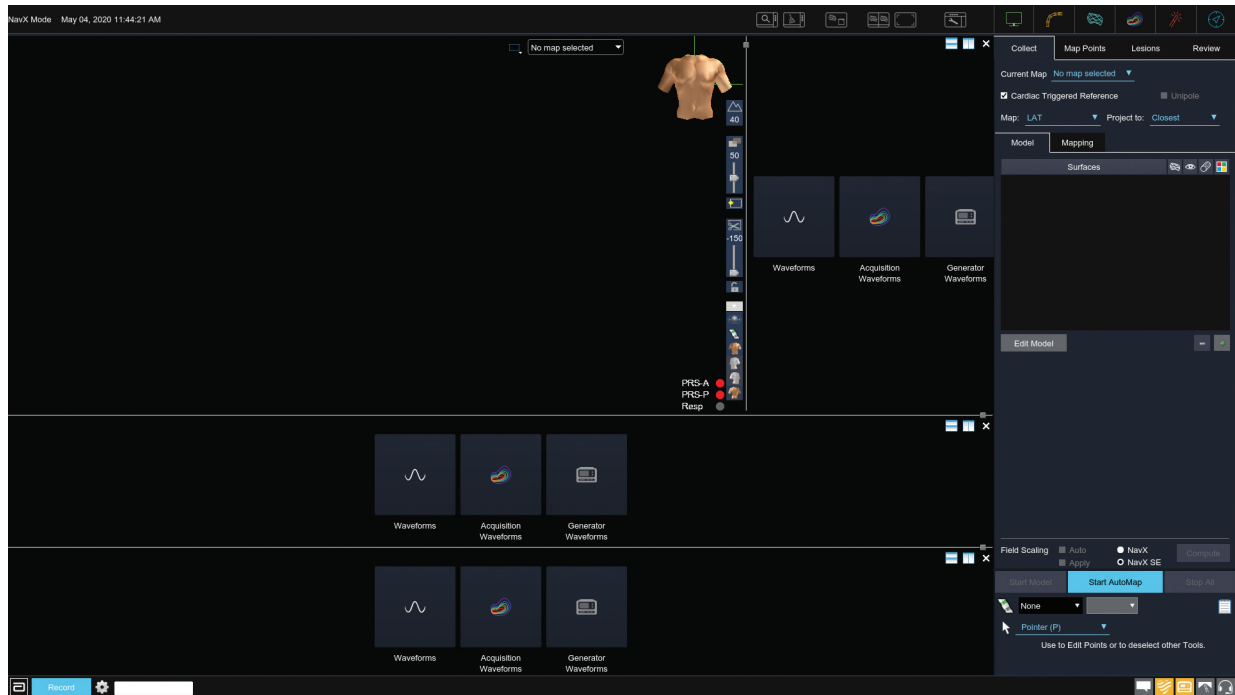 NavX Mode May 04, 2020 11:44:21 AM
No map selected
40
50
-150
PRS-A
PRS-P
Resp
Waveforms
Acquisition
Waveforms
Generator
Waveforms
Waveforms
Acquisition
Waveforms
Generator
Waveforms
Waveforms
Acquisition
Waveforms
Generator
Waveforms
Collect Map Points Lesions Review
Current Map No map selected
Cardiac Triggered Reference Unipole
Map: LAT Project to: Closest
Model Mapping
Surfaces
Edit Model
Field Scaling Auto NavX Compute
Apply NavX SE
Start Model Start AutoMap Stop All
None
Pointer (P)
Use to Edit Points or to deselect other Tools.
Record